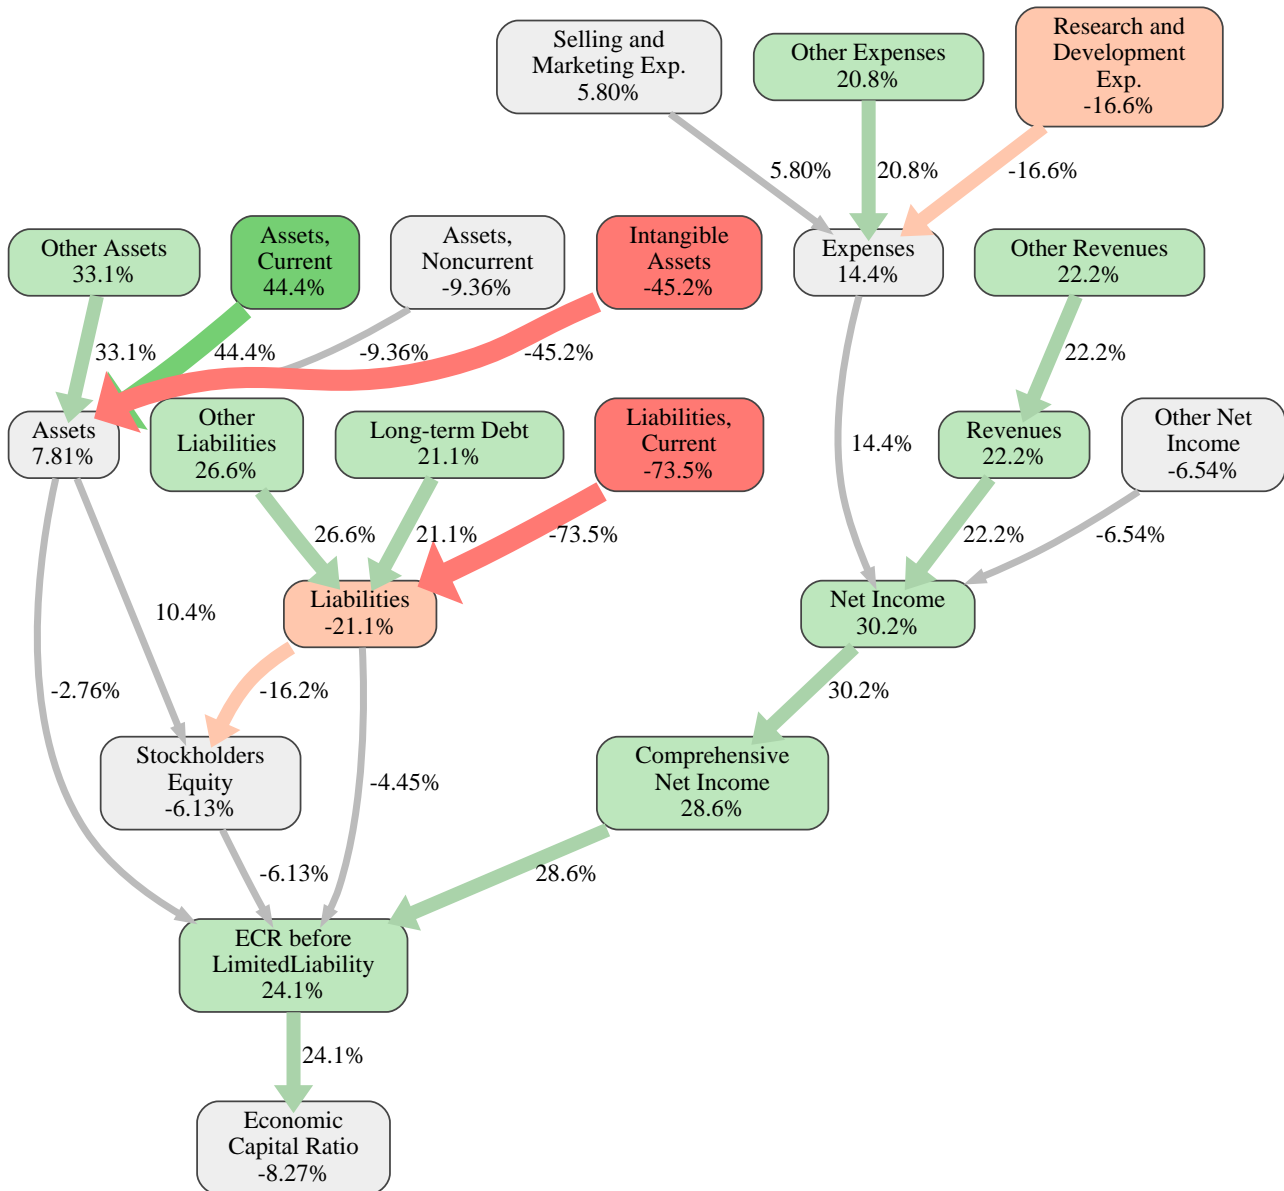 Selling and
Marketing Exp.
5.80%
Other Expenses
20.8%
Research and
Development
Exp.
-16.6%
5.80%
20.8%
-16.6%
Other Assets
33.1%
Assets,
Current
44.4%
Assets,
Noncurrent
-9.36%
Intangible
Assets
-45.2%
Expenses
14.4%
Other Revenues
22.2%
33.1%
44.4%
-9.36%
-45.2%
22.2%
Assets
7.81%
Other
Liabilities
26.6%
Long-term Debt
21.1%
Liabilities,
Current
-73.5%
14.4%
Revenues
22.2%
Other Net
Income
-6.54%
26.6%
21.1%
-73.5%
22.2%
-6.54%
10.4%
Liabilities
-21.1%
Net Income
30.2%
-2.76%
-16.2%
30.2%
Stockholders
Equity
-6.13%
-4.45%
Comprehensive
Net Income
28.6%
-6.13%
28.6%
ECR before
LimitedLiability
24.1%
24.1%
Economic
Capital Ratio
-8.27%